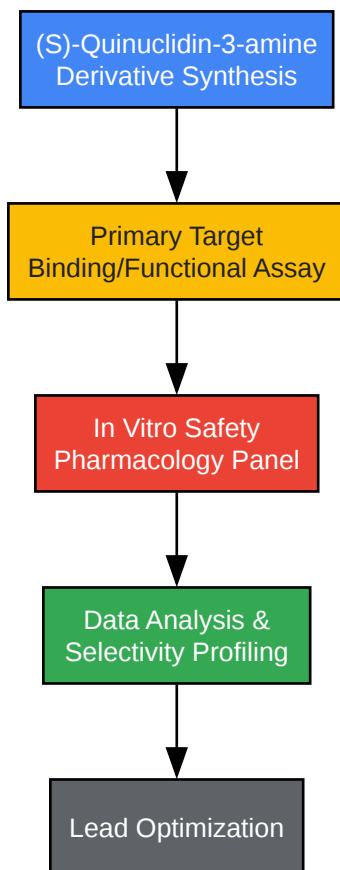 (S)-Quinuclidin-3-amine
Derivative Synthesis
Primary Target
Binding/Functional Assay
In Vitro Safety
Pharmacology Panel
Data Analysis &
Selectivity Profiling
Lead Optimization